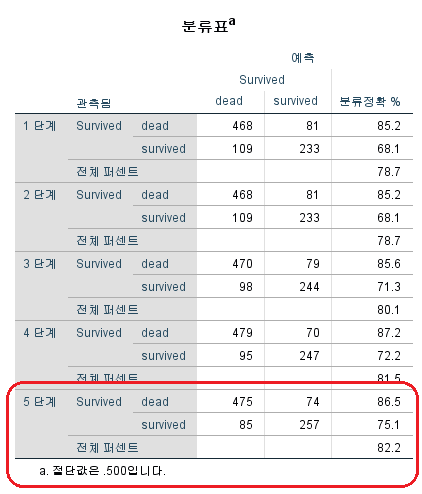 분류표a
예측
Survived
관측됨 dead survived 분류정확 %
1 단계 Survived dead 468 81 85.2
survived 109 233 68.1
전체 퍼센트 78.7
2 단계 Survived dead 468 81 85.2
survived 109 233 68.1
전체 퍼센트 78.7
3 단계 Survived dead 470 79 85.6
survived 98 244 71.3
전체 퍼센트 80.1
4 단계 Survived dead 479 70 87.2
survived 95 247 72.2
전체 퍼센트 81.5
5 단계 Survived dead 475 74 86.5
survived 85 257 75.1
전체 퍼센트 82.2
a. 절단값은 .500입니다.